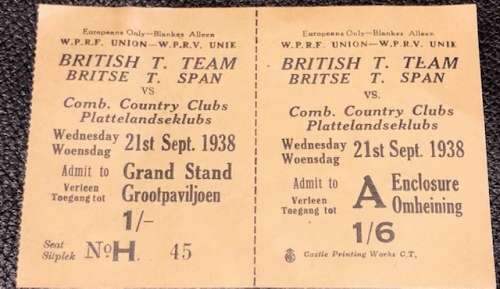 Europeans Only—Blankes Alleen
W.P.R.F. UNION—W.P.R.V. UNIE
BRITISH T. TEAM
BRITSE T. SPAN
VS.
Comb. Country Clubs
Plattelandseklubs
Wednesday
Woensdag
21st Sept. 1938
Admit to
Verleen
Toegang tot
Grand Stand
Grootpaviljoen
1/-
Seat
Sitplek
No. H. 45
Europeans Only—Blankes Alleen
W.P.R.F. UNION—W.P.R.V. UNIE
BRITISH T. TEAM
BRITSE T. SPAN
VS.
Comb. Country Clubs
Plattelandseklubs
Wednesday
Woensdag
21st Sept. 1938
Admit to
Verleen
Toegang tot
A
Enclosure
Omheining
1/6
Castle Printing Works C.T.